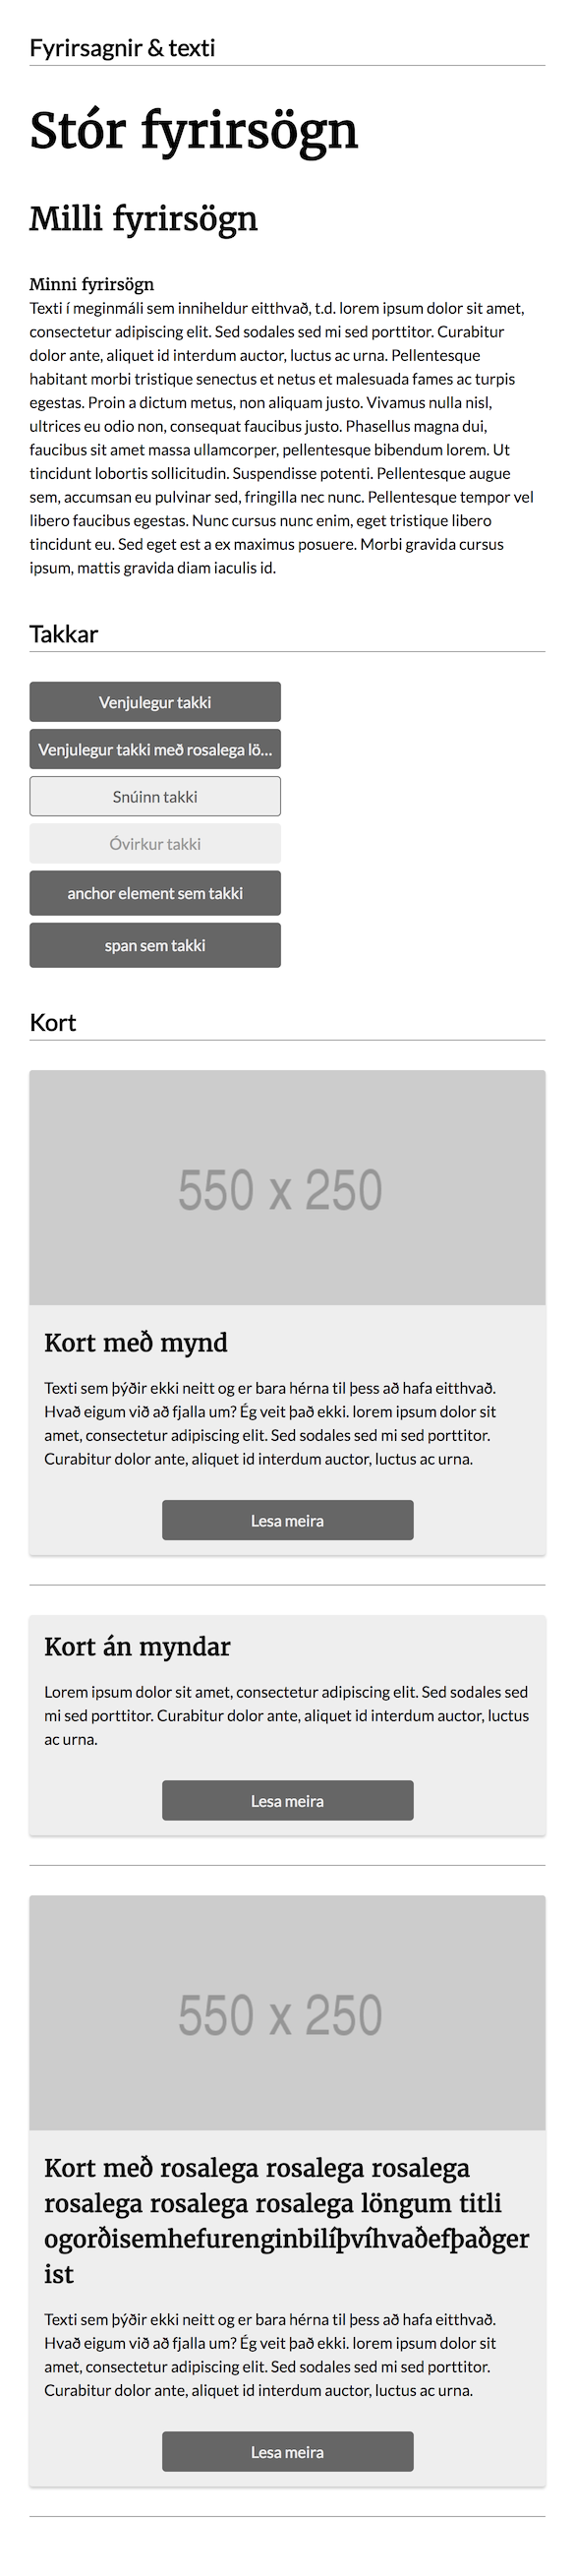 Fyrirsagnir & texti
Stór fyrirsögn
Milli fyrirsögn
Minni fyrirsögn
Texti í meginmáli sem inniheldur eitthvað, t.d. lorem ipsum dolor sit amet,
consectetur adipiscing elit. Sed sodales sed mi sed porttitor. Curabitur
dolor ante, aliquet id interdum auctor, luctus ac urna. Pellentesque
habitant morbi tristique senectus et netus et malesuada fames ac turpis
egestas. Proin a dictum metus, non aliquam justo. Vivamus nulla nisl,
ultrices eu odio non, consequat faucibus justo. Phasellus magna dui,
faucibus sit amet massa ullamcorper, pellentesque bibendum lorem. Ut
tincidunt lobortis sollicitudin. Suspendisse potenti. Pellentesque augue
sem, accumsan eu pulvinar sed, fringilla nec nunc. Pellentesque tempor vel
libero faucibus egestas. Nunc cursus nunc enim, eget tristique libero
tincidunt eu. Sed eget est a ex maximus posuere. Morbi gravida cursus
ipsum, mattis gravida diam iaculis id.
Takkar
Venjulegur takki
Venjulegur takki með rosalega lö...
Snúinn takki
Óvirkur takki
anchor element sem takki
span sem takki
Kort
550 x 250
Kort með mynd
Texti sem þýðir ekki neitt og er bara hérna til þess að hafa eitthvað.
Hvað eigum við að fjalla um? Ég veit það ekki. lorem ipsum dolor sit
amet, consectetur adipiscing elit. Sed sodales sed mi sed porttitor.
Curabitur dolor ante, aliquet id interdum auctor, luctus ac urna.
Lesa meira
Kort án myndar
Lorem ipsum dolor sit amet, consectetur adipiscing elit. Sed sodales sed
mi sed porttitor. Curabitur dolor ante, aliquet id interdum auctor, luctus
ac urna.
Lesa meira
550 x 250
Kort með rosalega rosalega rosalega
rosalega rosalega rosalega löngum titli
ogorðisemhefurenginbilíþvíhvaðefþaðger
ist
Texti sem þýðir ekki neitt og er bara hérna til þess að hafa eitthvað.
Hvað eigum við að fjalla um? Ég veit það ekki. lorem ipsum dolor sit
amet, consectetur adipiscing elit. Sed sodales sed mi sed porttitor.
Curabitur dolor ante, aliquet id interdum auctor, luctus ac urna.
Lesa meira